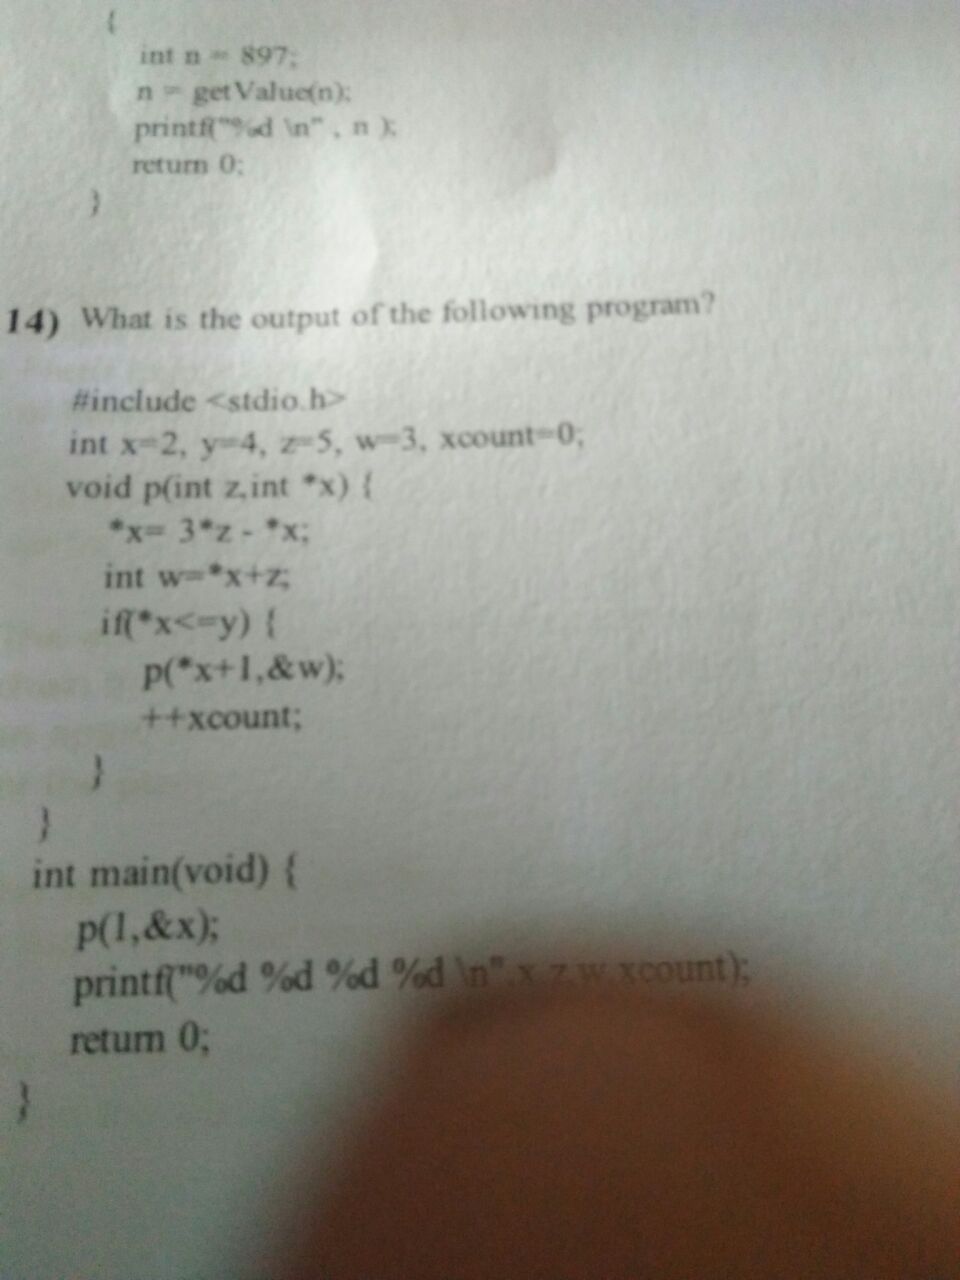 {
int n = 897;
n = getValue(n);
printf("%d \n" , n );
return 0;
}
14) What is the output of the following program?
#include <stdio.h>
int x=2, y=4, z=5, w=3, xcount=0;
void p(int z,int *x) {
*x= 3*z - *x;
int w=*x+z;
if(*x<=y) {
p(*x+1,&w);
++xcount;
}
}
int main(void) {
p(1,&x);
printf("%d %d %d %d \n",x,z,w,xcount);
return 0;
}